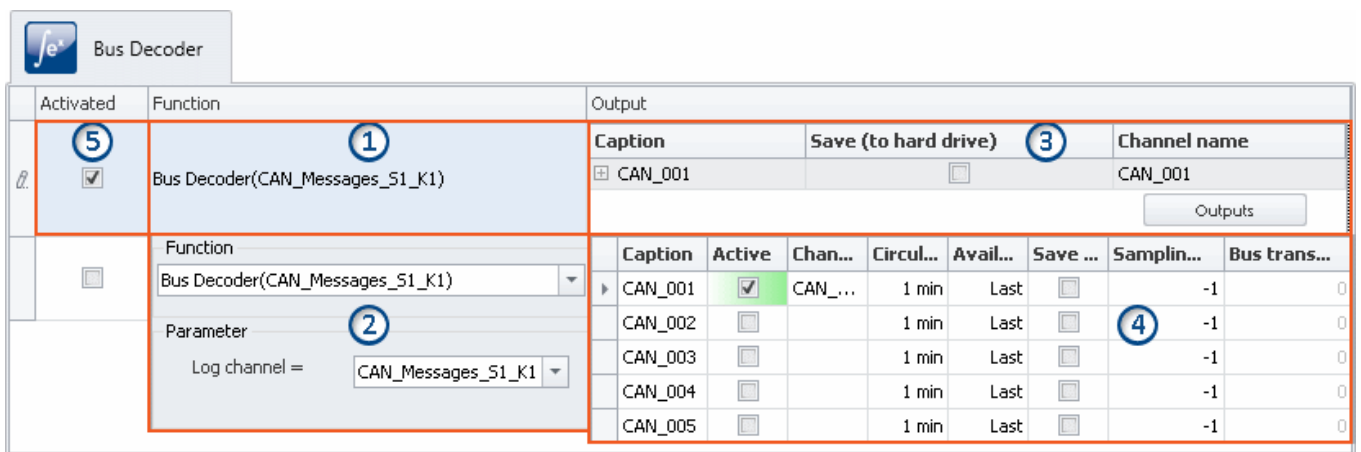 ∫eˣ Bus Decoder
Activated Function Output
5 1 Caption Save (to hard drive) 3 Channel name
Bus Decoder(CAN_Messages_S1_K1) CAN_001 CAN_001
Outputs
Function
Bus Decoder(CAN_Messages_S1_K1)
2
Parameter
Log channel = CAN_Messages_S1_K1
Caption Active Chan... Circul... Avail... Save ... Samplin... Bus trans...
CAN_001 CAN_... 1 min Last -1 0
CAN_002 1 min Last 4 -1 0
CAN_003 1 min Last -1 0
CAN_004 1 min Last -1 0
CAN_005 1 min Last -1 0